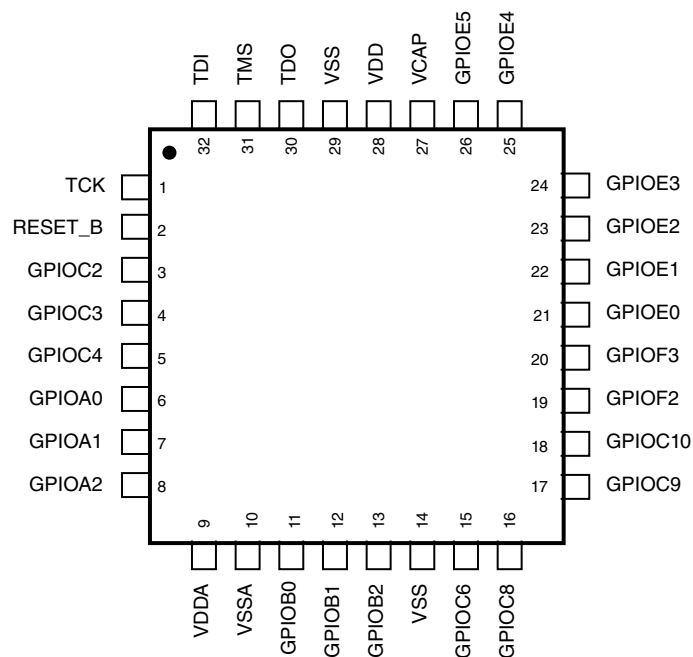 TDI
TMS
TDO
VSS
VDD
VCAP
GPIOE5
GPIOE4
32
31
30
29
28
27
26
25
TCK 1
RESET_B 2
GPIOC2 3
GPIOC3 4
GPIOC4 5
GPIOA0 6
GPIOA1 7
GPIOA2 8
24 GPIOE3
23 GPIOE2
22 GPIOE1
21 GPIOE0
20 GPIOF3
19 GPIOF2
18 GPIOC10
17 GPIOC9
9
10
11
12
13
14
15
16
VDDA
VSSA
GPIOB0
GPIOB1
GPIOB2
VSS
GPIOC6
GPIOC8